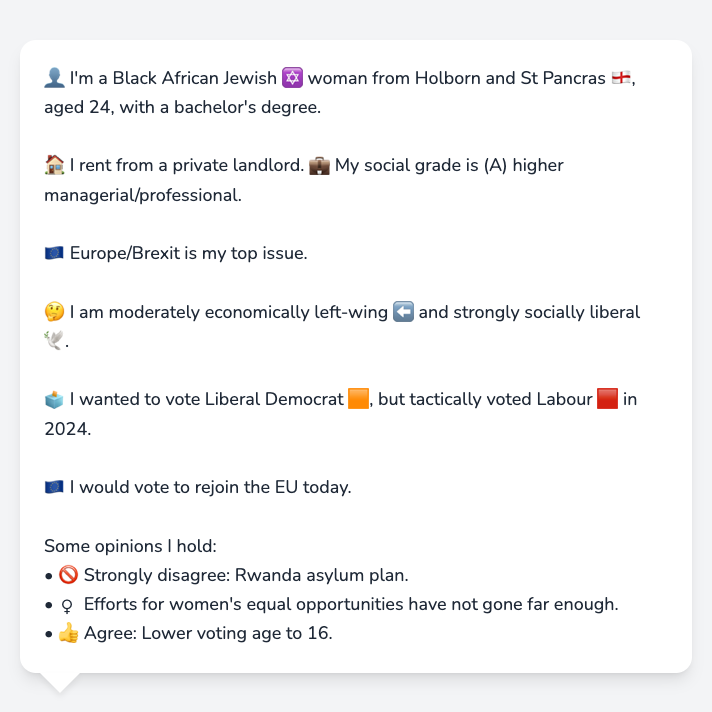 👤 I'm a Black African Jewish ✡️ woman from Holborn and St Pancras 🏴󠁧󠁢󠁥󠁮󠁧󠁿,
aged 24, with a bachelor's degree.
🏠 I rent from a private landlord. 💼 My social grade is (A) higher
managerial/professional.
🇪🇺 Europe/Brexit is my top issue.
🤔 I am moderately economically left-wing ⬅️ and strongly socially liberal
🕊️.
🗳️ I wanted to vote Liberal Democrat 🟧, but tactically voted Labour 🟥 in
2024.
🇪🇺 I would vote to rejoin the EU today.
Some opinions I hold:
• 🚫 Strongly disagree: Rwanda asylum plan.
• ♀ Efforts for women's equal opportunities have not gone far enough.
• 👍 Agree: Lower voting age to 16.